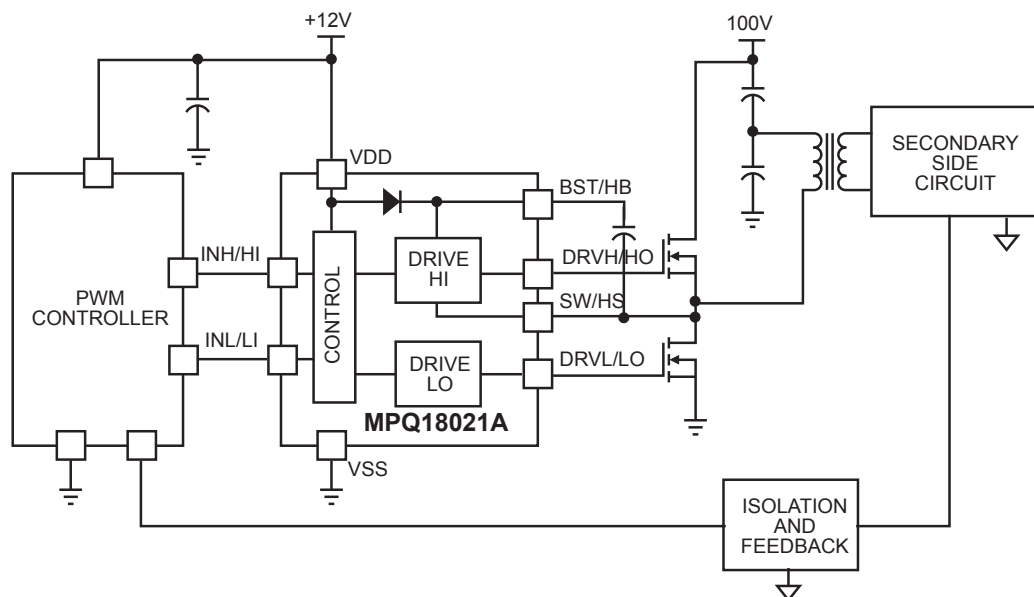 +12V
100V
VDD
BST/HB
SECONDARY
SIDE
CIRCUIT
INH/HI
DRIVE
HI
DRVH/HO
SW/HS
PWM
CONTROLLER
CONTROL
INL/LI
DRIVE
LO
DRVL/LO
MPQ18021A
VSS
ISOLATION
AND
FEEDBACK